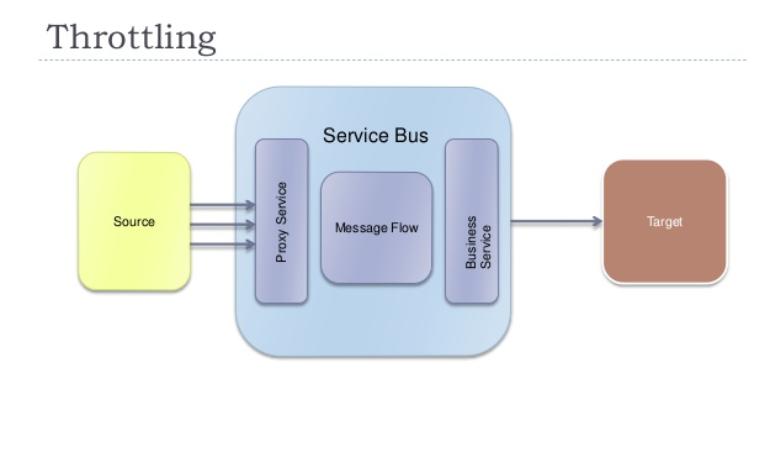 Throttling
Service Bus
Source
Proxy Service
Message Flow
Business
Service
Target